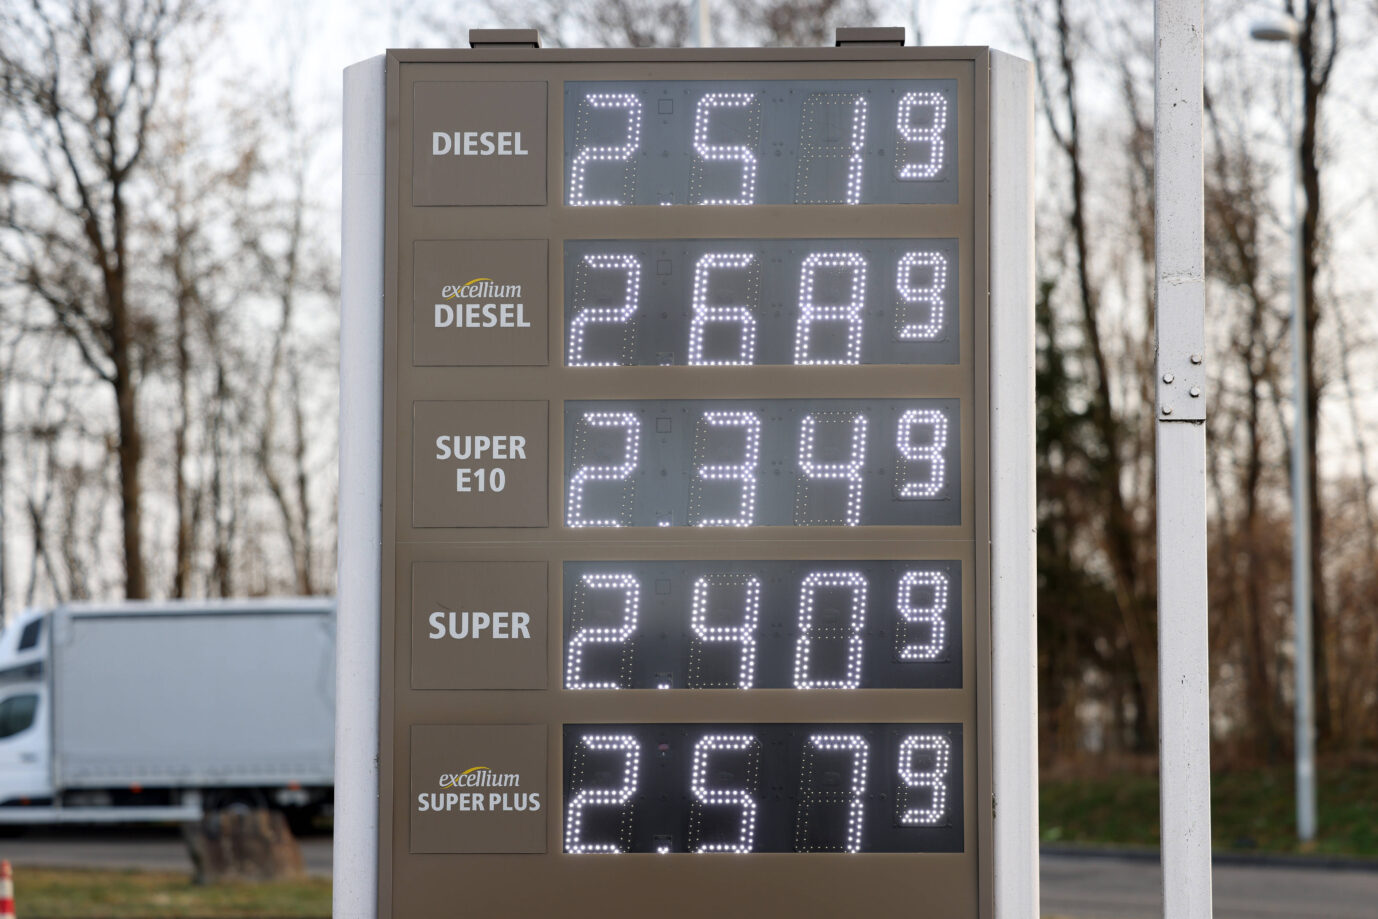 DIESEL 2.519
excellium
DIESEL 2.689
SUPER
E10 2.349
SUPER 2.409
excellium
SUPER PLUS 2.579